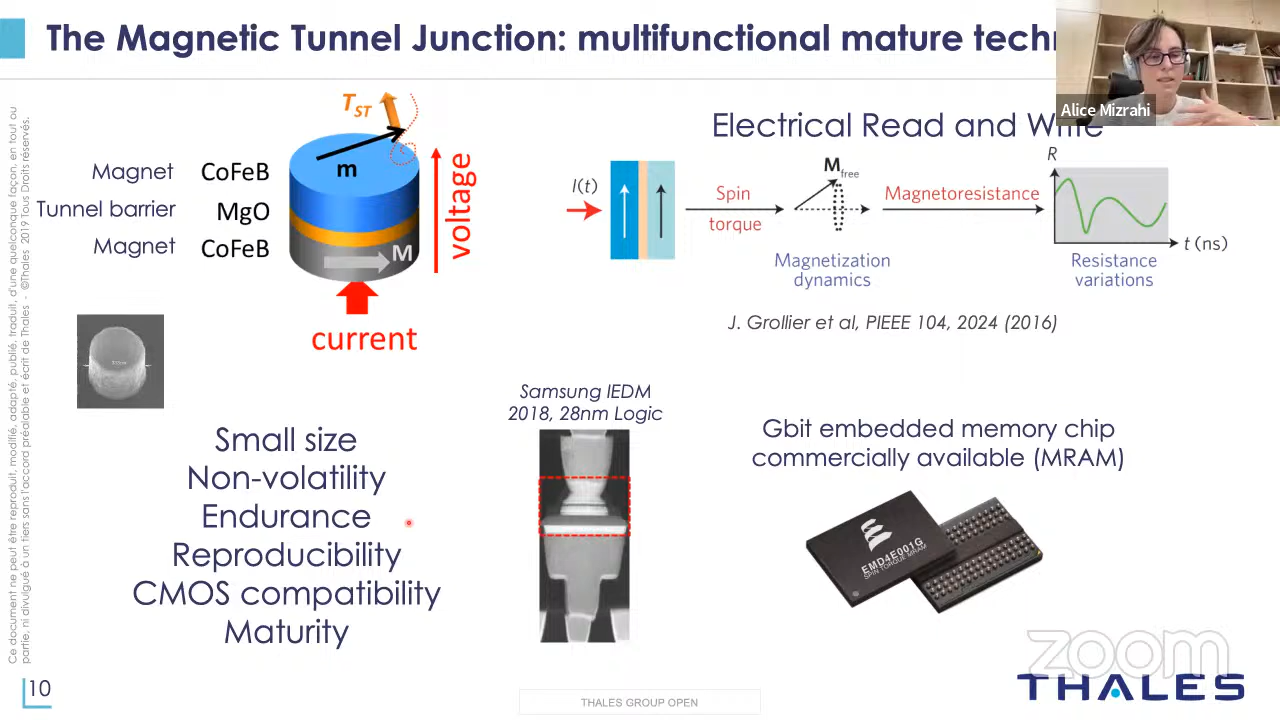 The Magnetic Tunnel Junction: multifunctional mature tech
Alice Mizrahi
T_ST
m
Magnet CoFeB
Tunnel barrier MgO
Magnet CoFeB
M
voltage
current
Electrical Read and Write
I(t)
Spin
torque
M_free
Magnetization
dynamics
Magnetoresistance
R
t (ns)
Resistance
variations
J. Grollier et al, PIEEE 104, 2024 (2016)
Small size
Non-volatility
Endurance
Reproducibility
CMOS compatibility
Maturity
Samsung IEDM
2018, 28nm Logic
Gbit embedded memory chip
commercially available (MRAM)
EMD4E001G
SPIN TORQUE MRAM
Ce document ne peut être reproduit, modifié, adapté, publié, traduit, d'une quelconque façon, en tout ou
partie, ni divulgué à un tiers sans l'accord préalable et écrit de Thales - ©Thales 2019 Tous Droits réservés.
10
THALES GROUP OPEN
zoom
THALES